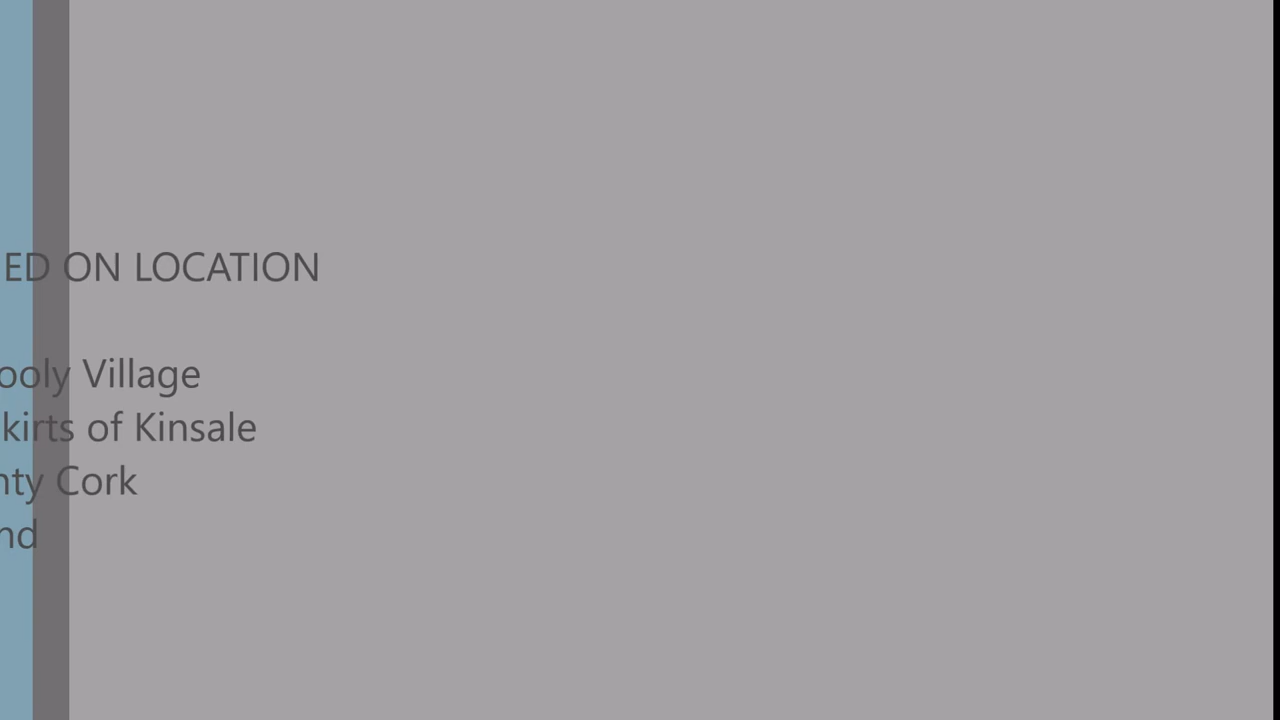 ED ON LOCATION
ooly Village
kirts of Kinsale
nty Cork
nd